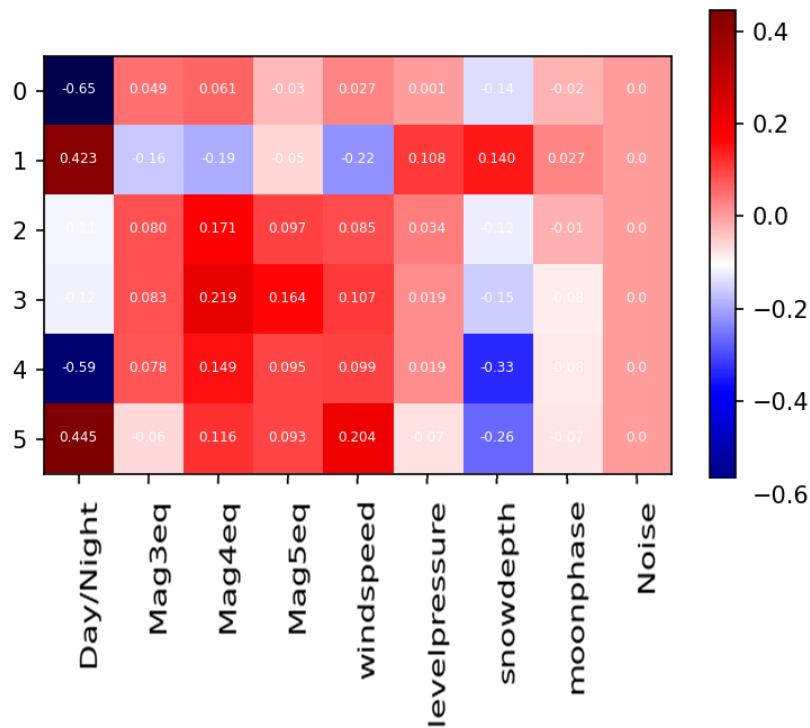 0 -0.65 0.049 0.061 -0.03 0.027 0.001 -0.14 -0.02 0.0
1 0.423 -0.16 -0.19 -0.05 -0.22 0.108 0.140 0.027 0.0
2 -0.11 0.080 0.171 0.097 0.085 0.034 -0.12 -0.01 0.0
3 -0.12 0.083 0.219 0.164 0.107 0.019 -0.15 -0.08 0.0
4 -0.59 0.078 0.149 0.095 0.099 0.019 -0.33 -0.08 0.0
5 0.445 -0.06 0.116 0.093 0.204 -0.07 -0.26 -0.07 0.0
Day/Night
Mag3eq
Mag4eq
Mag5eq
windspeed
levelpressure
snowdepth
moonphase
Noise
0.4
0.2
0.0
−0.2
−0.4
−0.6